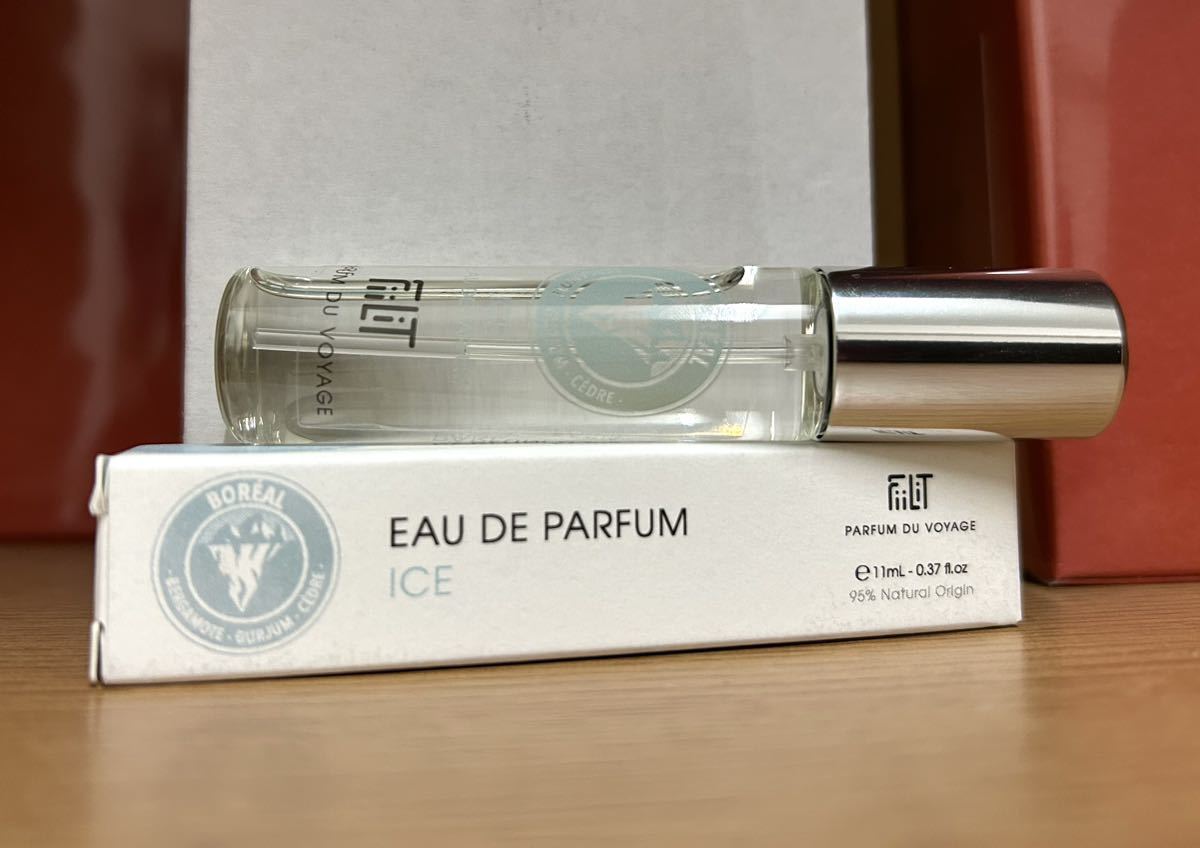 FiiLiT
PARFUM DU VOYAGE
CÈDRE ·
BORÉAL
· BERGAMOTE · GURJUM · CÈDRE ·
EAU DE PARFUM
ICE
FiiLiT
PARFUM DU VOYAGE
℮11mL - 0.37 fl.oz
95% Natural Origin